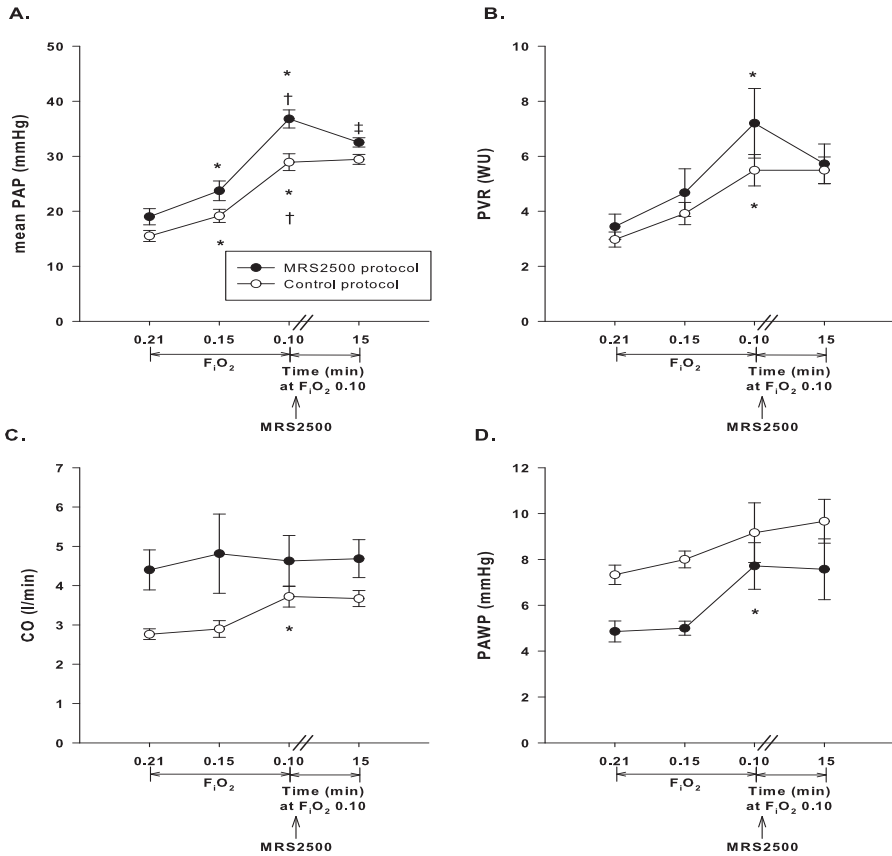 A.
50
40
30
20
10
0
mean PAP (mmHg)
*
†
*
‡
*
†
*
MRS2500 protocol
Control protocol
0.21 0.15 0.10 15
FiO2
Time (min)
at FiO2 0.10
MRS2500
B.
10
8
6
4
2
0
PVR (WU)
*
*
0.21 0.15 0.10 15
FiO2
Time (min)
at FiO2 0.10
MRS2500
C.
7
6
5
4
3
2
1
0
CO (l/min)
*
0.21 0.15 0.10 15
FiO2
Time (min)
at FiO2 0.10
MRS2500
D.
12
10
8
6
4
2
0
PAWP (mmHg)
*
0.21 0.15 0.10 15
FiO2
Time (min)
at FiO2 0.10
MRS2500